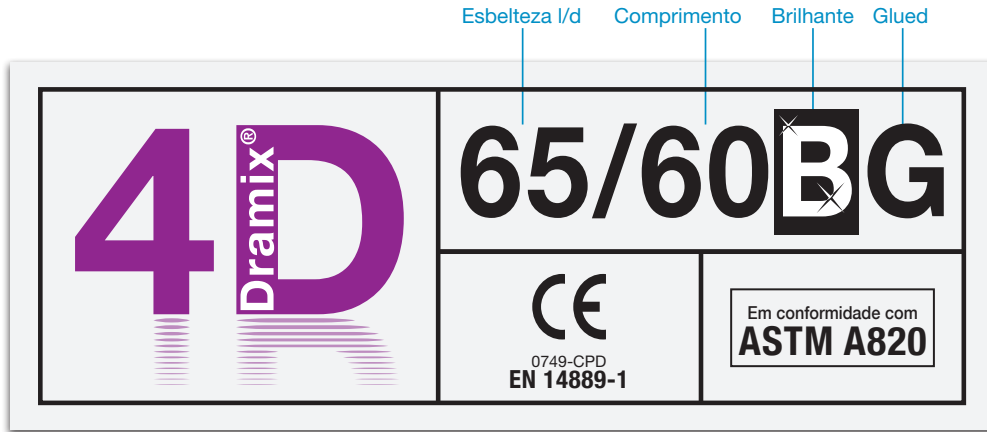 Esbelteza l/d Comprimento Brilhante Glued
4D
Dramix®
65/60BG
CE
0749-CPD
EN 14889-1
Em conformidade com
ASTM A820